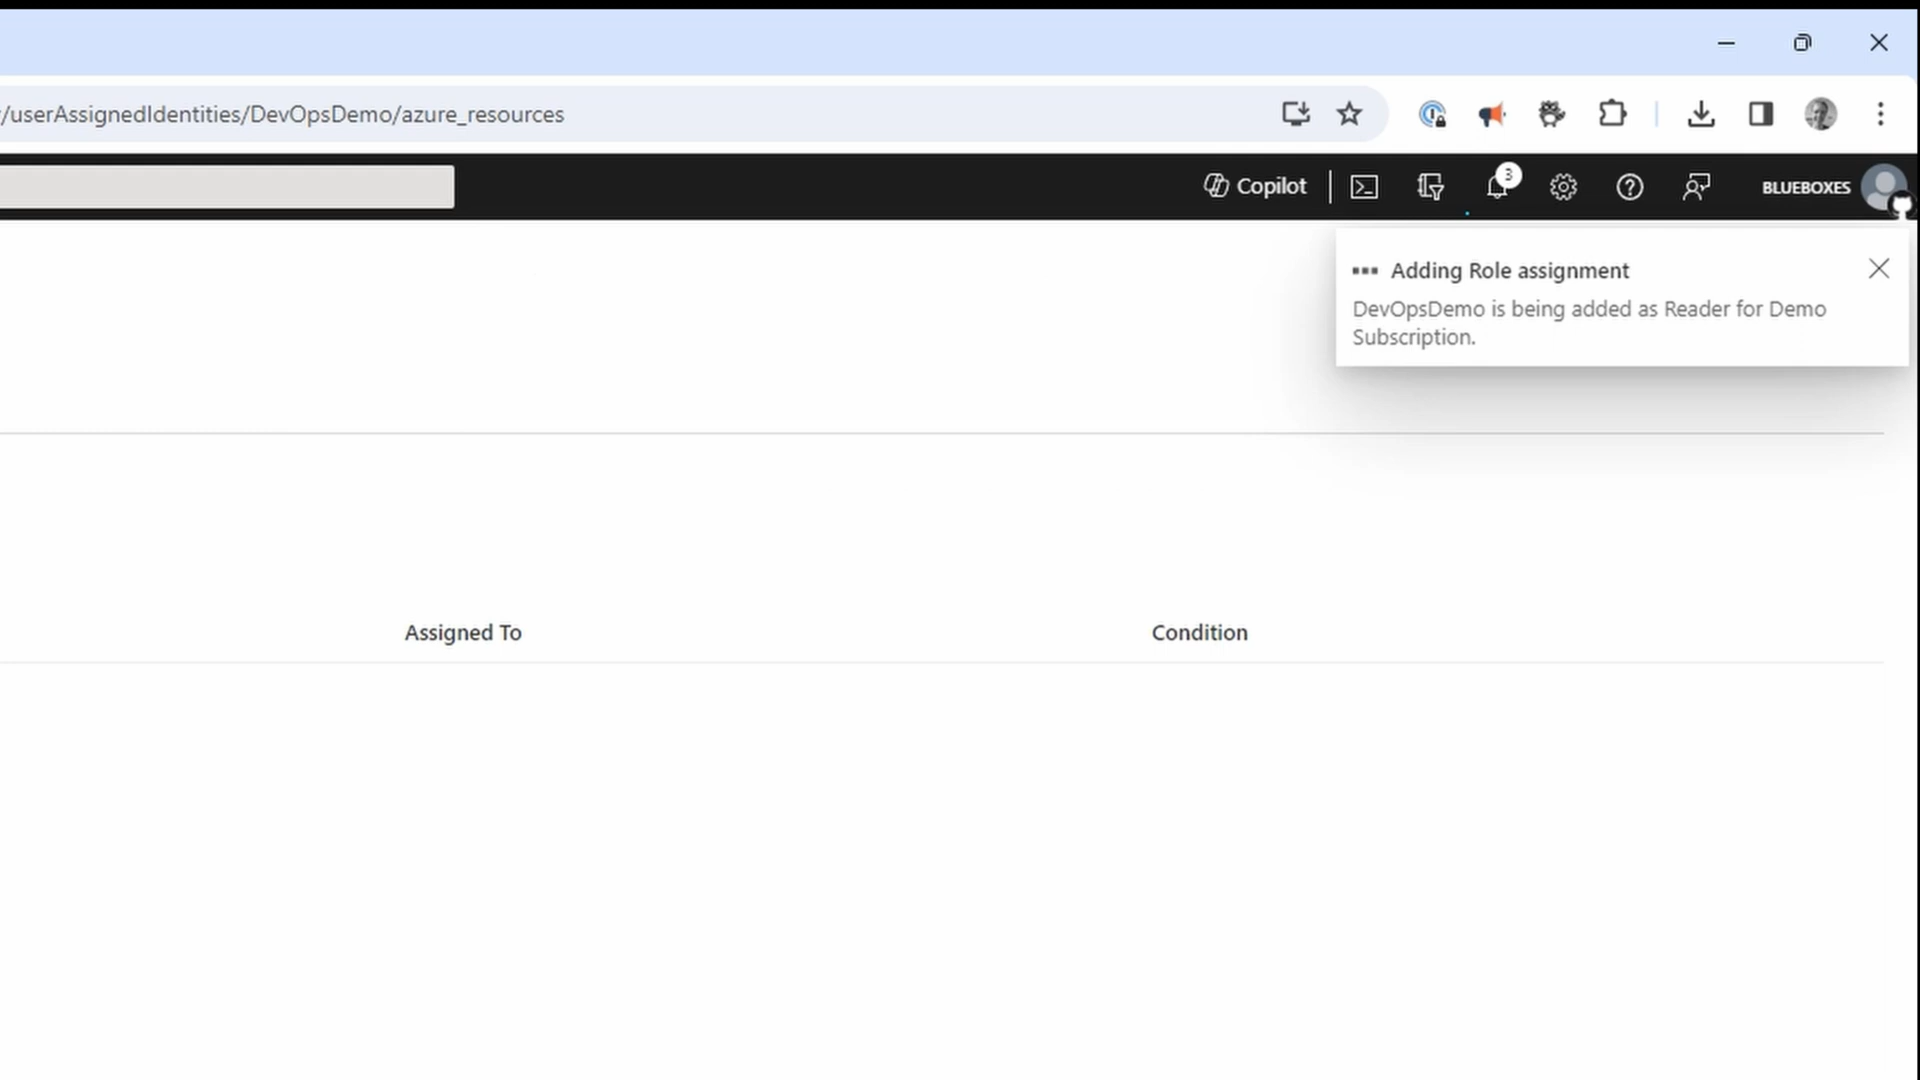 /userAssignedIdentities/DevOpsDemo/azure_resources
Copilot
3
BLUEBOXES
Adding Role assignment
DevOpsDemo is being added as Reader for Demo
Subscription.
Assigned To
Condition